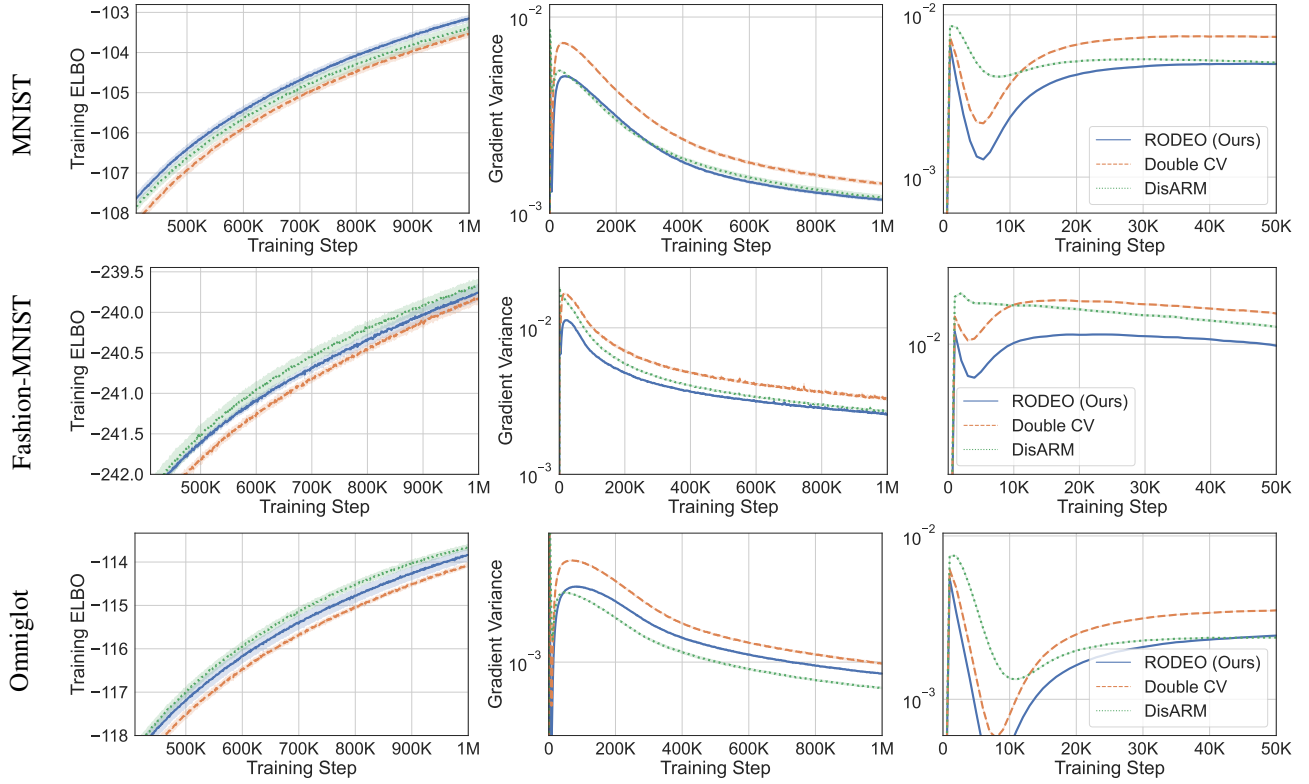 MNIST
Training ELBO
−103
−104
−105
−106
−107
−108
500K 600K 700K 800K 900K 1M
Training Step
Gradient Variance
10⁻²
10⁻³
0 200K 400K 600K 800K 1M
Training Step
10⁻²
10⁻³
RODEO (Ours)
Double CV
DisARM
0 10K 20K 30K 40K 50K
Training Step
Fashion-MNIST
Training ELBO
−239.5
−240.0
−240.5
−241.0
−241.5
−242.0
500K 600K 700K 800K 900K 1M
Training Step
Gradient Variance
10⁻²
10⁻³
0 200K 400K 600K 800K 1M
Training Step
10⁻²
RODEO (Ours)
Double CV
DisARM
0 10K 20K 30K 40K 50K
Training Step
Omniglot
Training ELBO
−114
−115
−116
−117
−118
500K 600K 700K 800K 900K 1M
Training Step
Gradient Variance
10⁻³
0 200K 400K 600K 800K 1M
Training Step
10⁻²
10⁻³
RODEO (Ours)
Double CV
DisARM
0 10K 20K 30K 40K 50K
Training Step